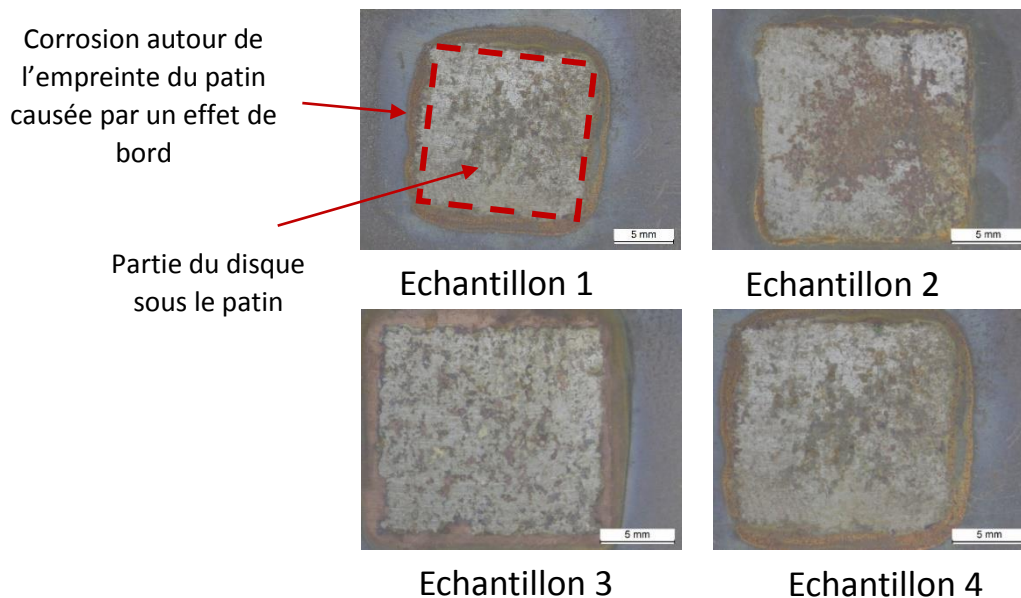 Corrosion autour de
l'empreinte du patin
causée par un effet de
bord
Partie du disque
sous le patin
5 mm
Echantillon 1
5 mm
Echantillon 2
5 mm
Echantillon 3
5 mm
Echantillon 4